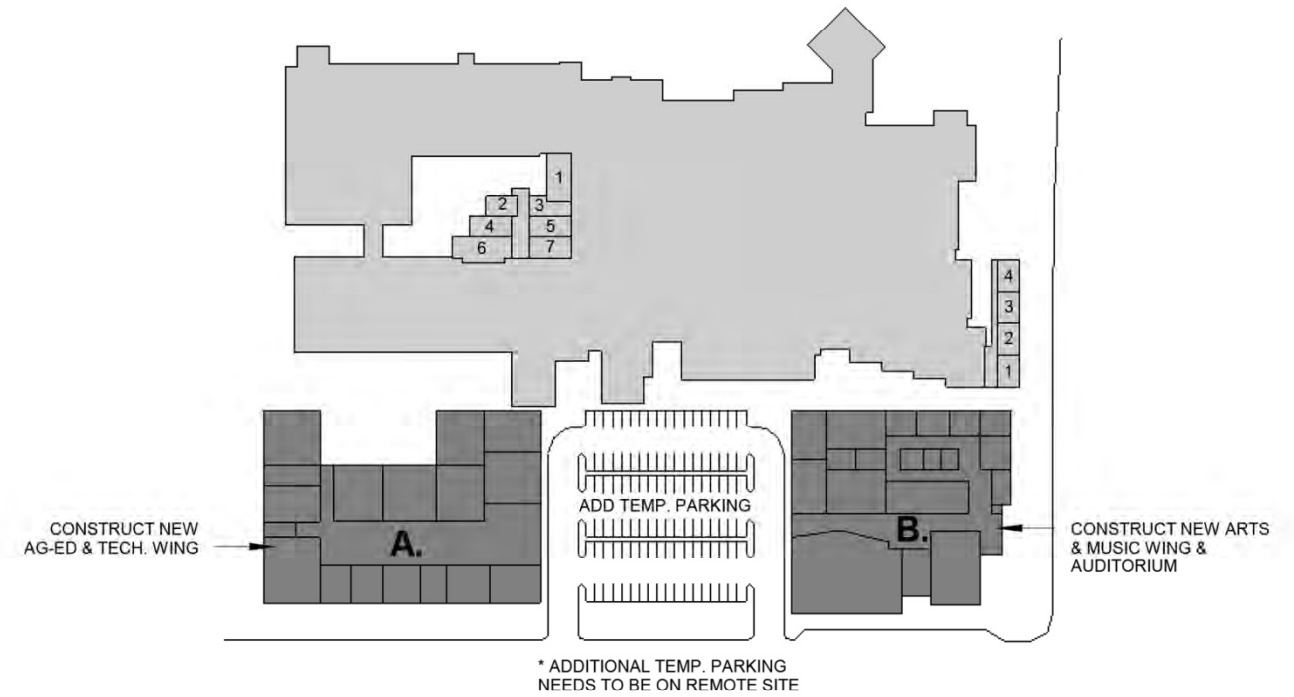 1
2
3
4
5
6
7
4
3
2
1
ADD TEMP. PARKING
A.
B.
CONSTRUCT NEW
AG-ED & TECH. WING
CONSTRUCT NEW ARTS
& MUSIC WING &
AUDITORIUM
* ADDITIONAL TEMP. PARKING
NEEDS TO BE ON REMOTE SITE